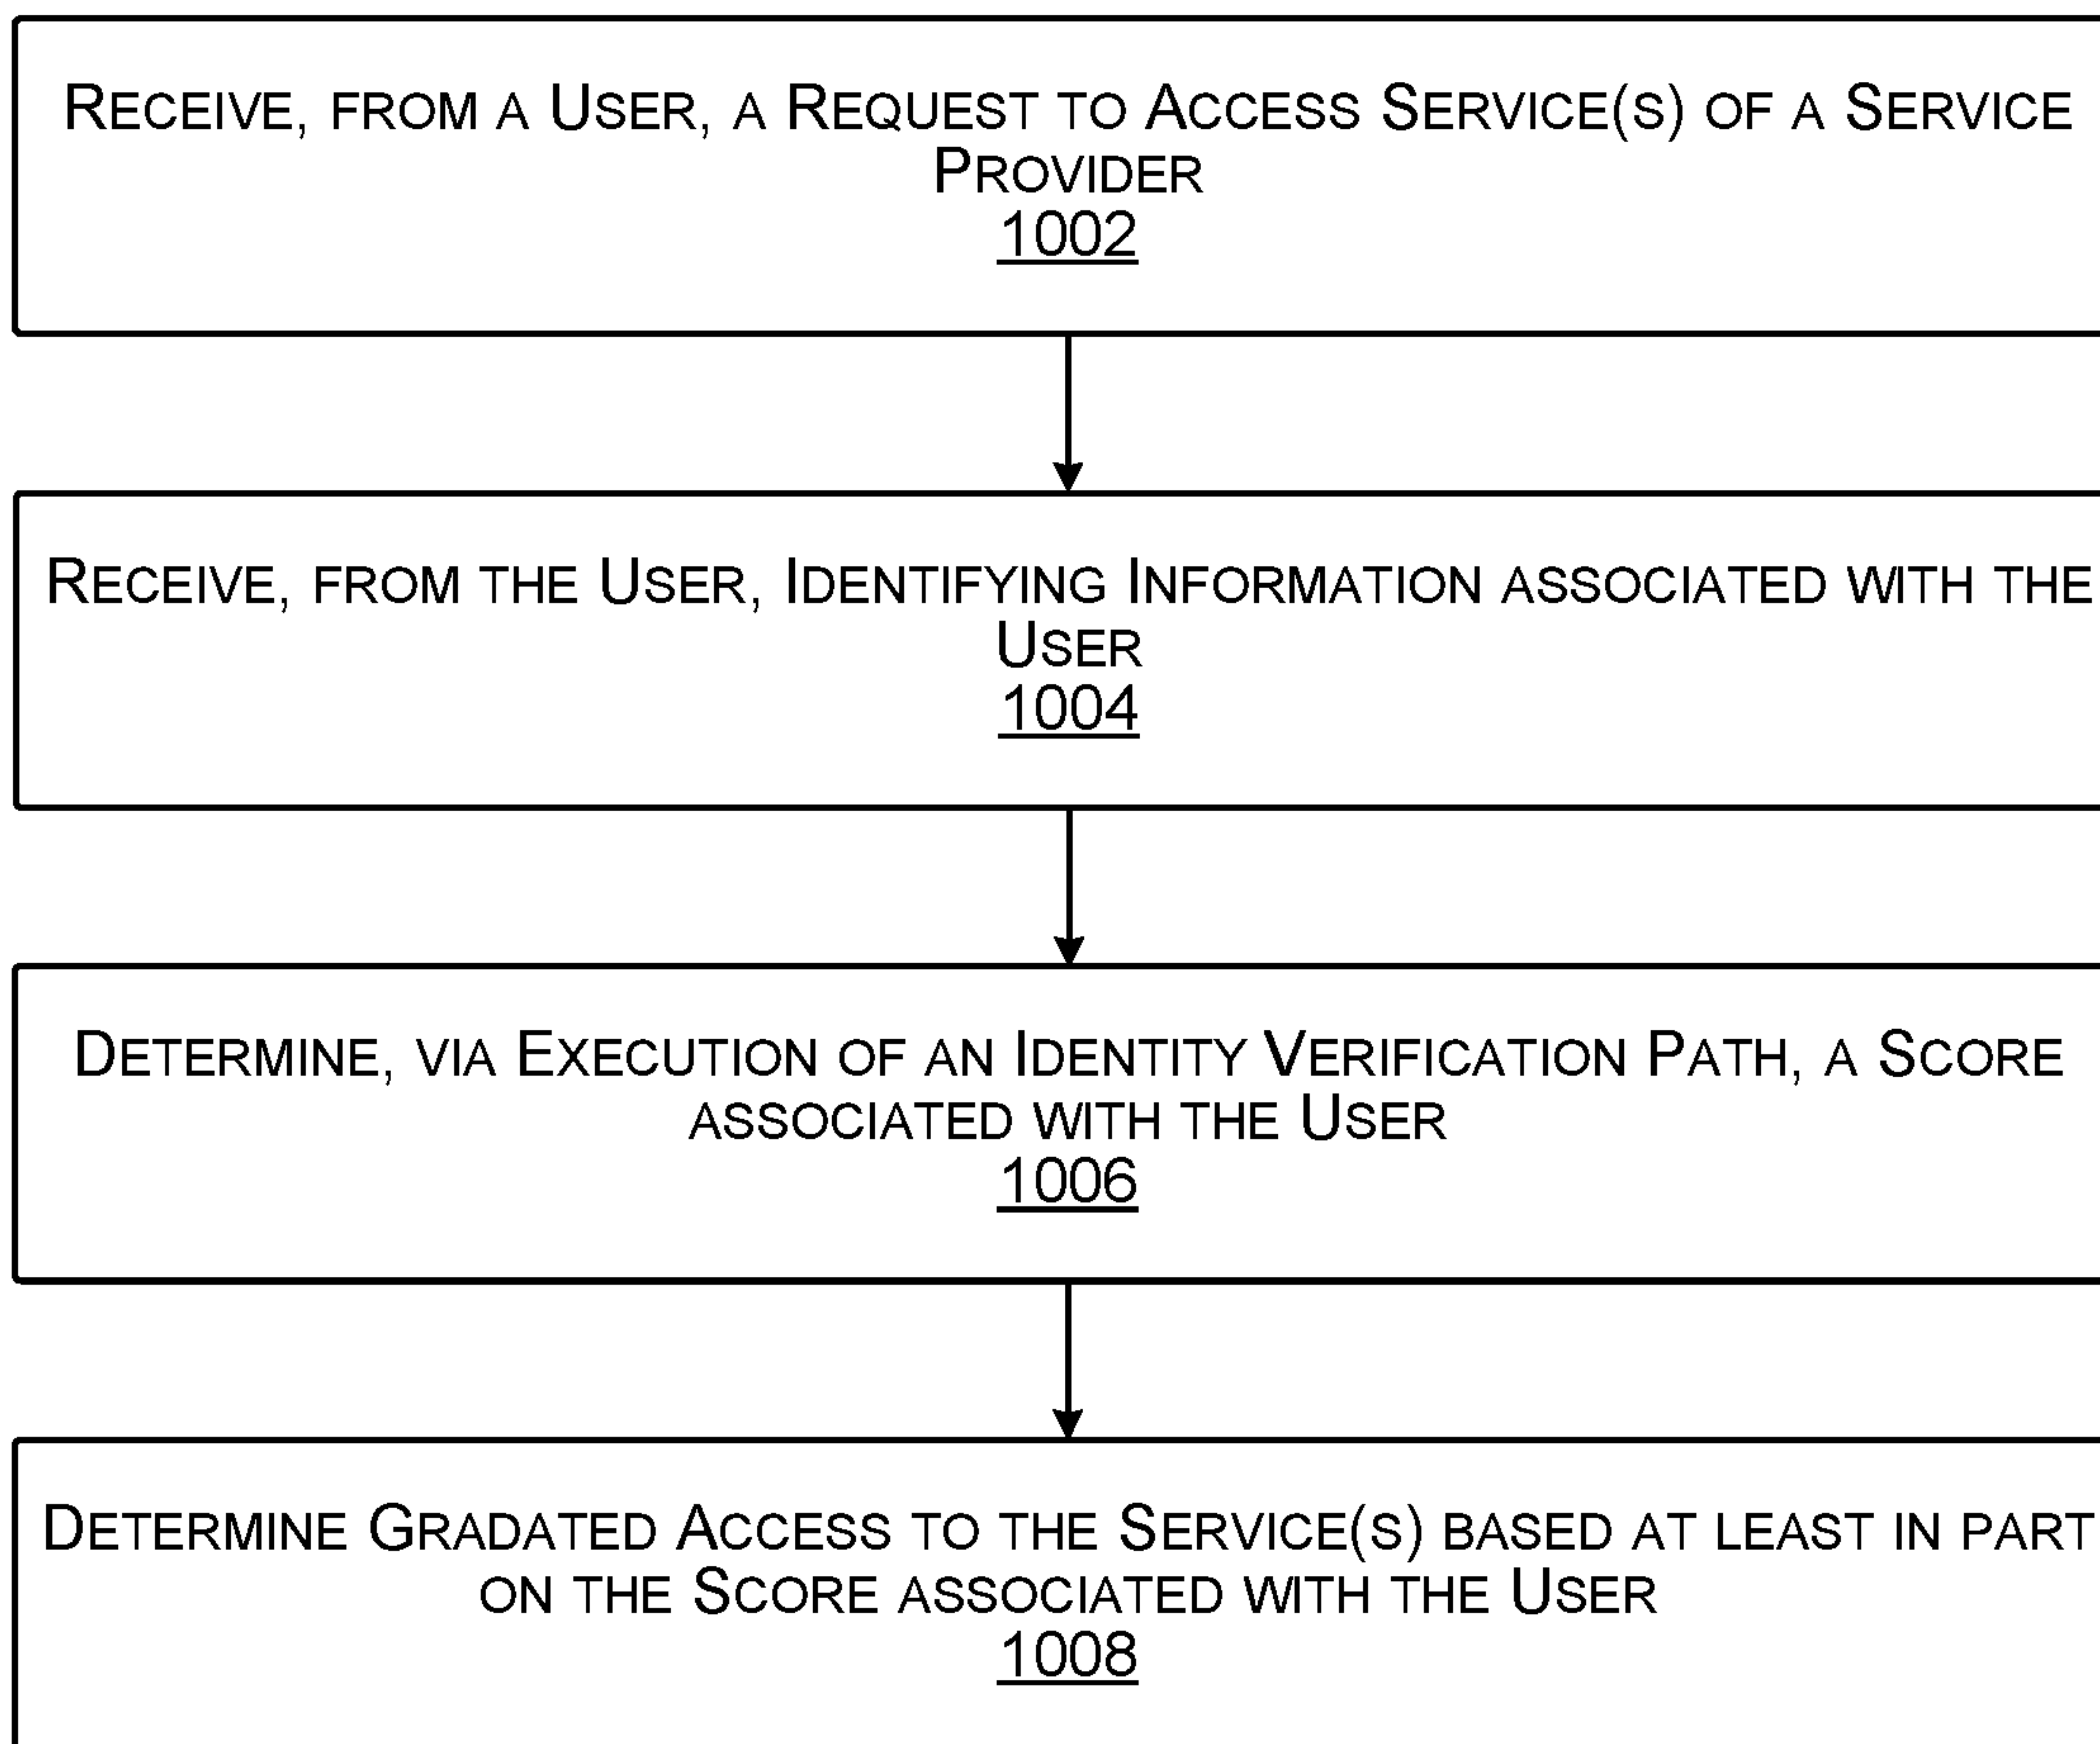 Receive, from a User, a Request to Access Service(s) of a Service
Provider
1002
Receive, from the User, Identifying Information associated with the
User
1004
Determine, via Execution of an Identity Verification Path, a Score
associated with the User
1006
Determine Gradated Access to the Service(s) based at least in part
on the Score associated with the User
1008